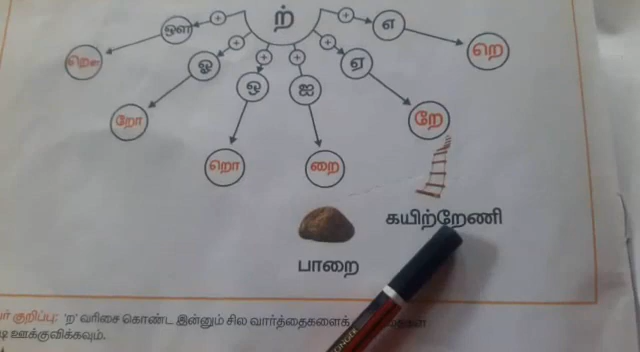 ற்
+ + + + + +
ஔ ஓ ஒ ஐ ஏ எ
றௌ றோ றொ றை றே றெ
கயிற்றேணி
பாறை
குறிப்பு: 'ற' வரிசை கொண்ட இன்னும் சில வார்த்தைகளைக்
ஊக்குவிக்கவும்.